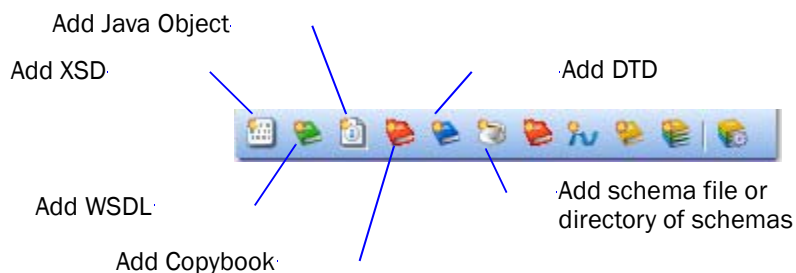 Add Java Object
Add XSD
Add DTD
Add WSDL
Add schema file or
directory of schemas
Add Copybook